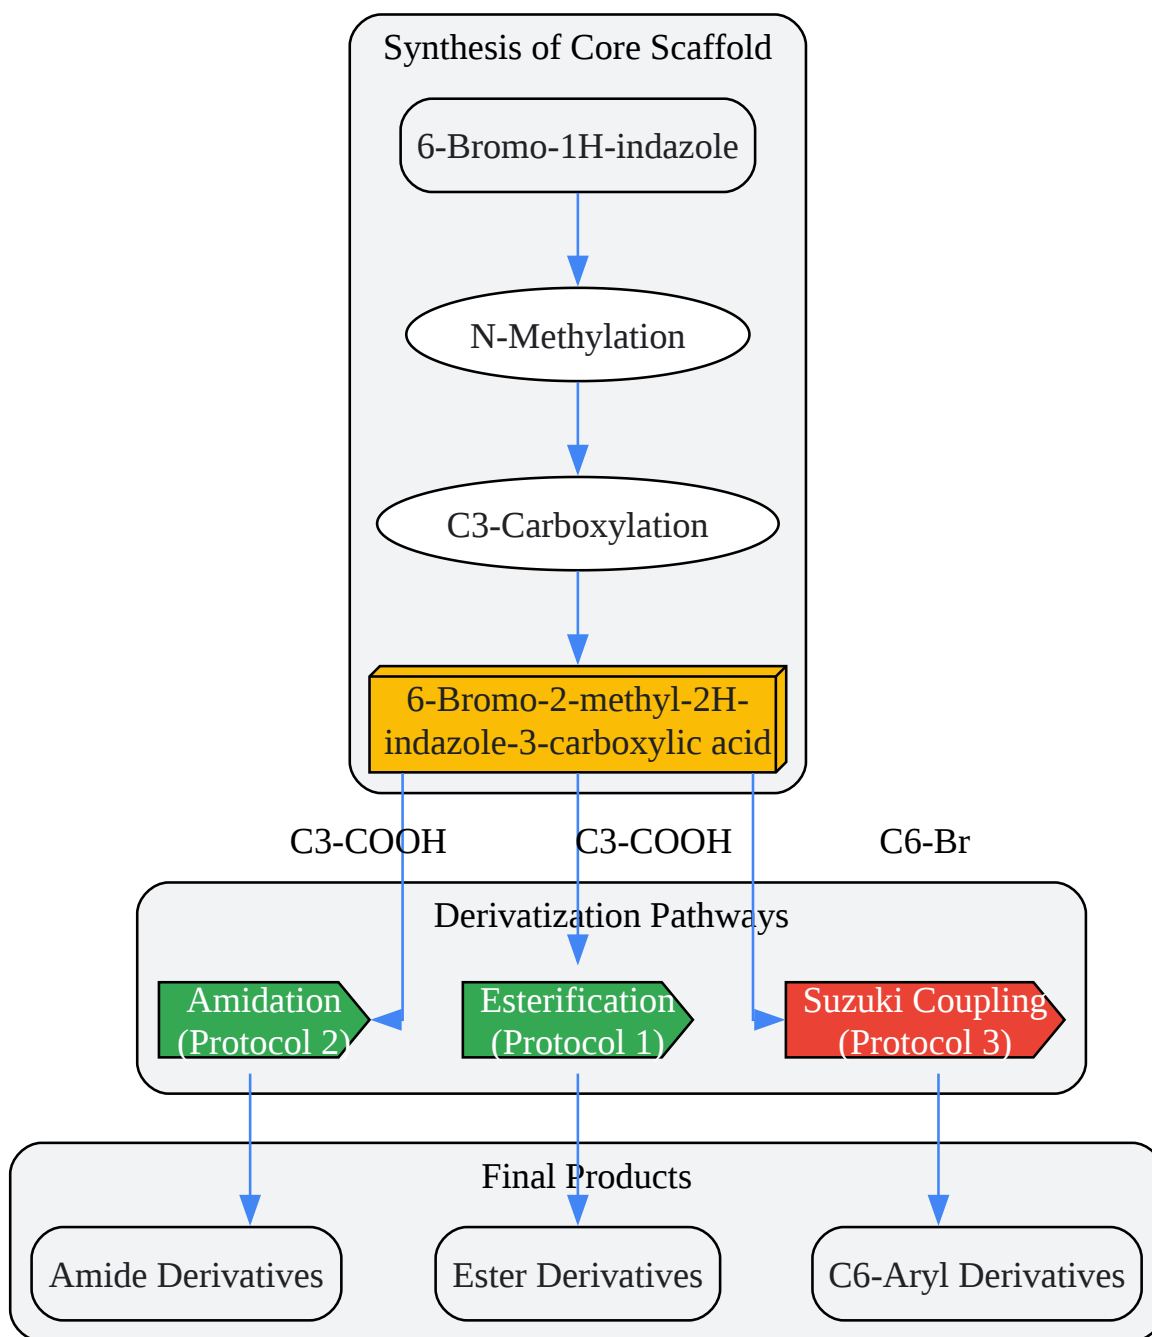 Synthesis of Core Scaffold
6-Bromo-1H-indazole
N-Methylation
C3-Carboxylation
6-Bromo-2-methyl-2H-
indazole-3-carboxylic acid
C3-COOH
C3-COOH
C6-Br
Derivatization Pathways
Amidation
(Protocol 2)
Esterification
(Protocol 1)
Suzuki Coupling
(Protocol 3)
Final Products
Amide Derivatives
Ester Derivatives
C6-Aryl Derivatives